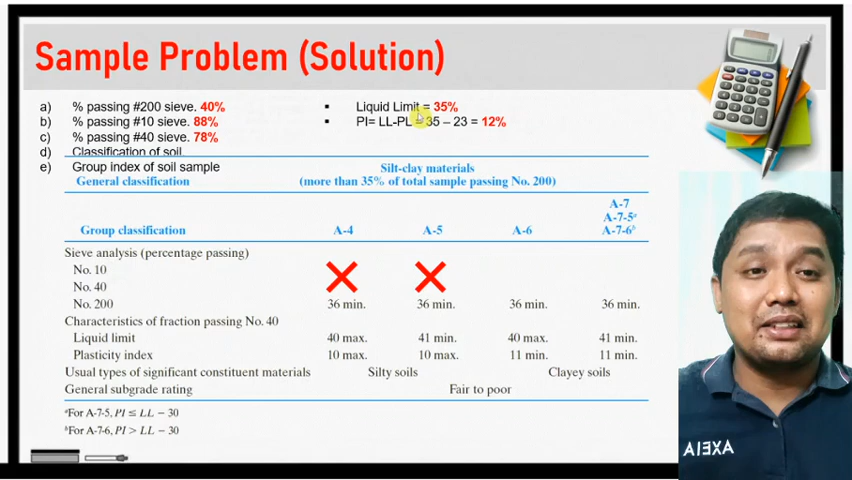 Sample Problem (Solution)
a) % passing #200 sieve. 40%
b) % passing #10 sieve. 88%
c) % passing #40 sieve. 78%
d) Classification of soil
e) Group index of soil sample
▪ Liquid Limit = 35%
▪ PI= LL-PL = 35 – 23 = 12%
General classification
Silt-clay materials
(more than 35% of total sample passing No. 200)
Group classification A-4 A-5 A-6 A-7
A-7-5ᵃ
A-7-6ᵇ
Sieve analysis (percentage passing)
No. 10
No. 40
No. 200 36 min. 36 min. 36 min. 36 min.
Characteristics of fraction passing No. 40
Liquid limit 40 max. 41 min. 40 max. 41 min.
Plasticity index 10 max. 10 max. 11 min. 11 min.
Usual types of significant constituent materials Silty soils Clayey soils
General subgrade rating Fair to poor
ᵃFor A-7-5, PI ≤ LL − 30
ᵇFor A-7-6, PI > LL − 30
AXEIA